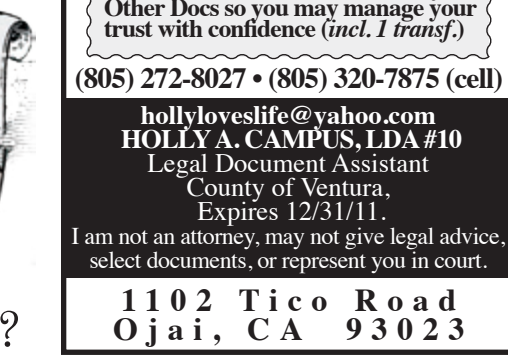 Other Docs so you may manage your
trust with confidence (incl. 1 transf.)
(805) 272-8027 • (805) 320-7875 (cell)
hollyloveslife@yahoo.com
HOLLY A. CAMPUS, LDA #10
Legal Document Assistant
County of Ventura,
Expires 12/31/11.
I am not an attorney, may not give legal advice,
select documents, or represent you in court.
1102 Tico Road
Ojai, CA 93023
?